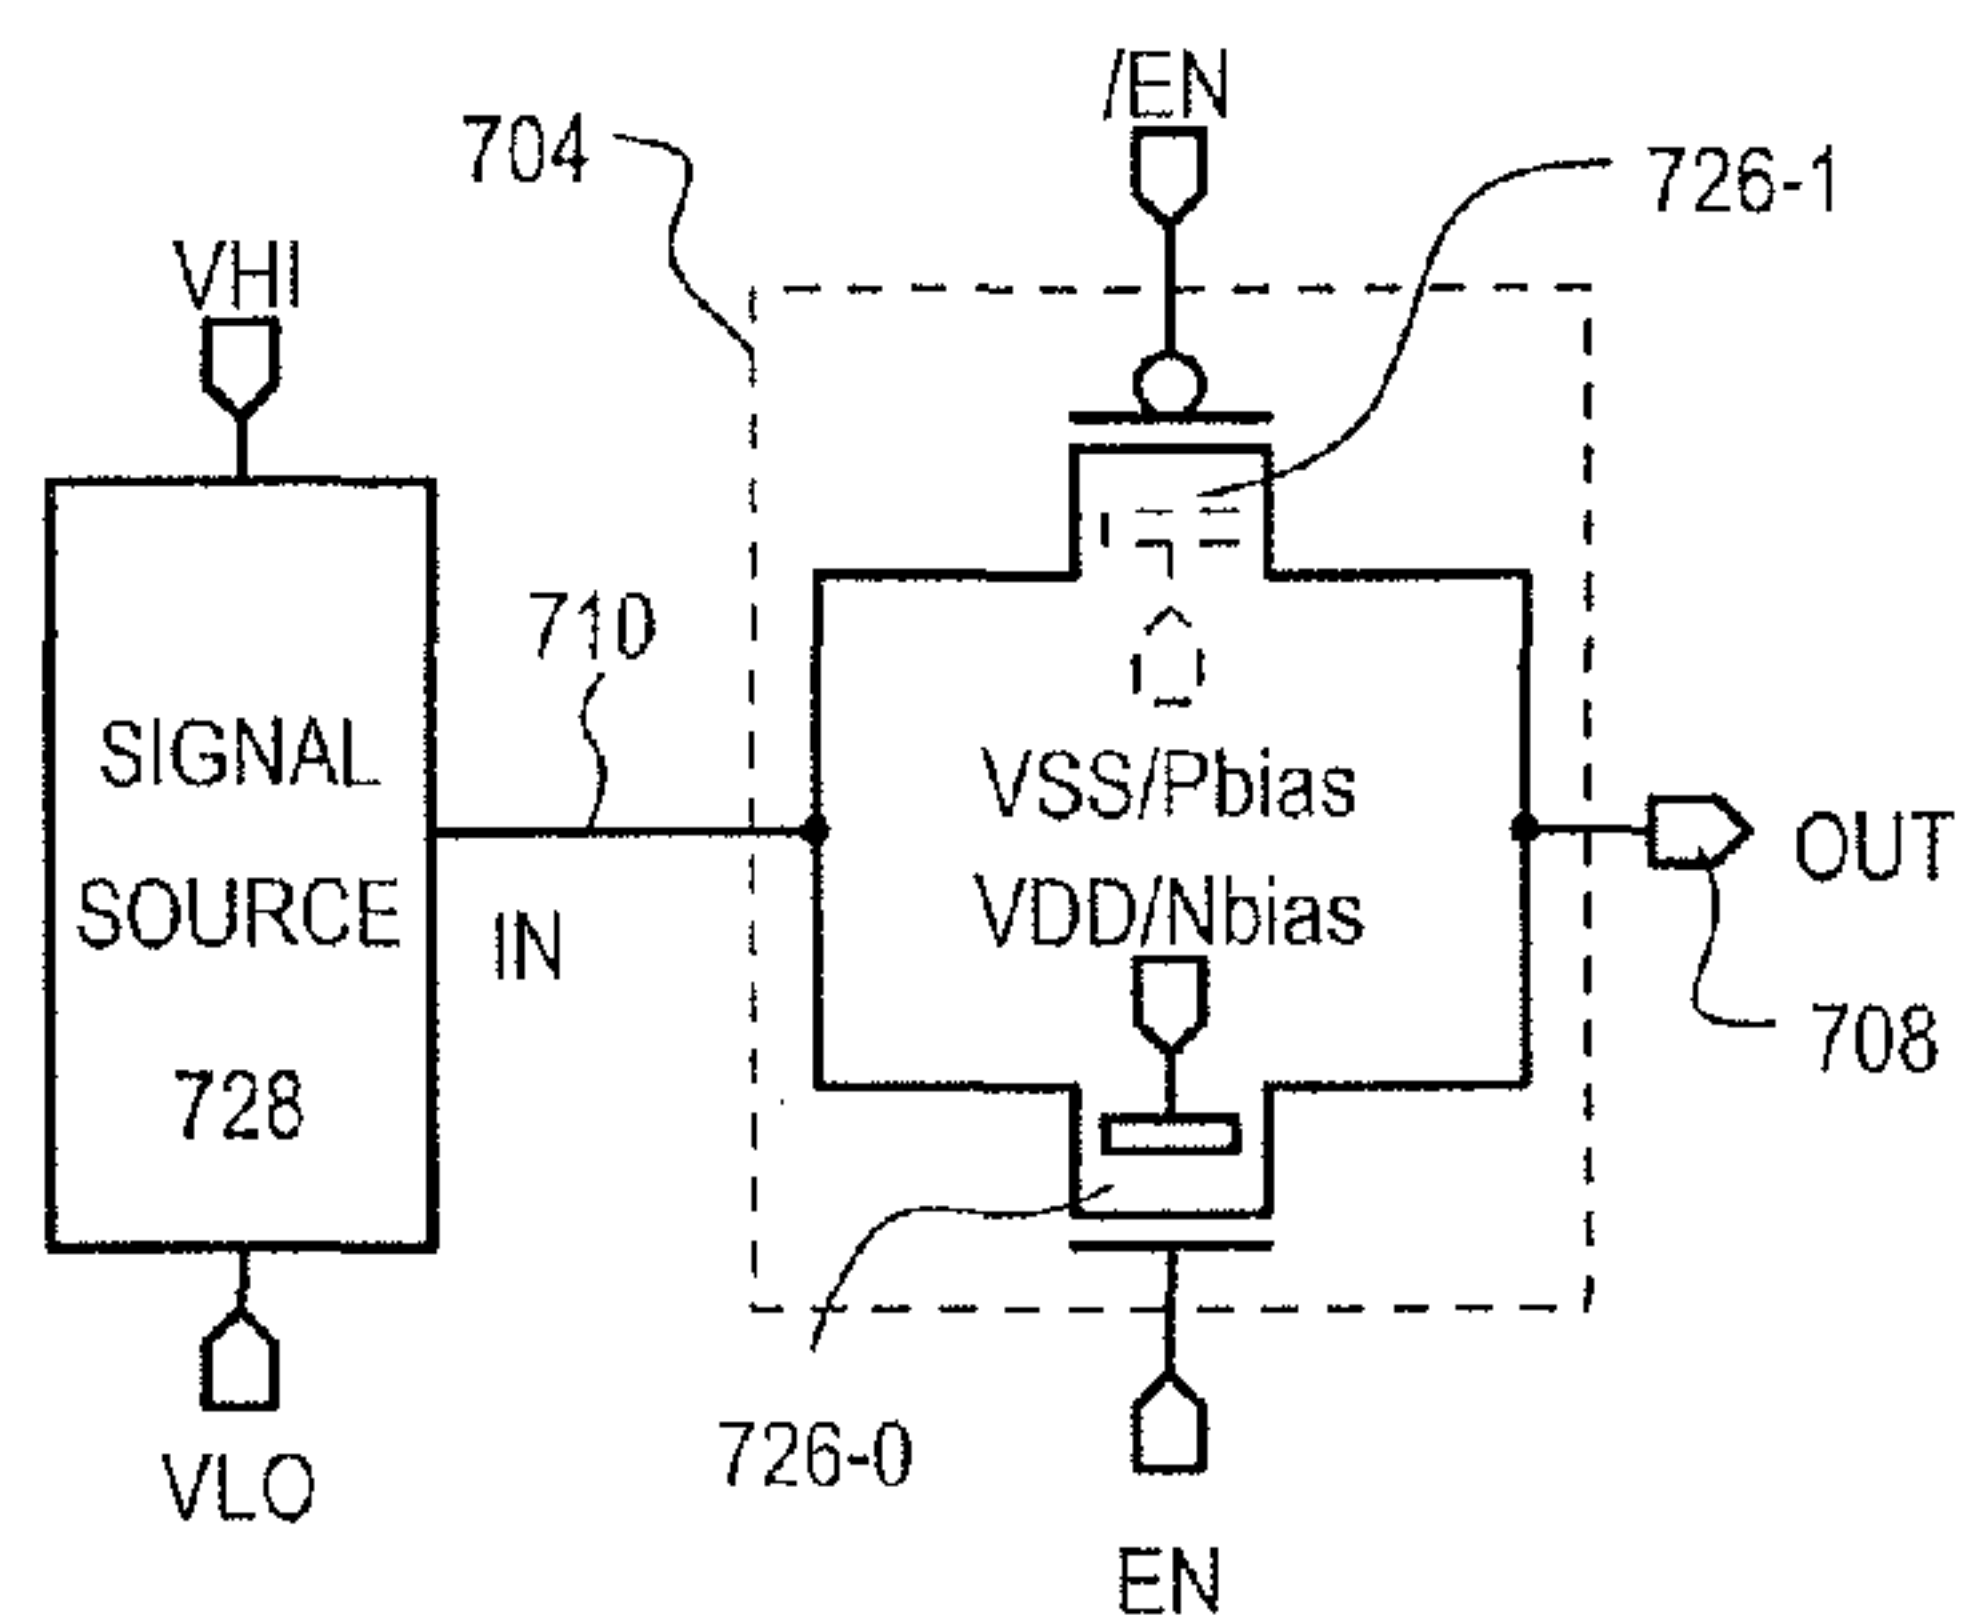 /EN
704
726-1
VHI
710
SIGNAL
SOURCE
728
IN
VSS/Pbias
VDD/Nbias
OUT
708
726-0
VLO
EN